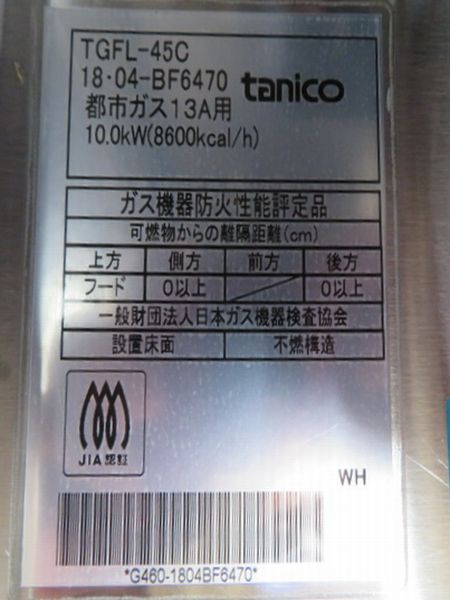 TGFL-45C
18・04-BF6470 tanico
都市ガス13A用
10.0kW(8600kcal/h)
ガス機器防火性能評定品
可燃物からの離隔距離(cm)
上方 側方 前方 後方
フード 0以上 0以上
一般財団法人日本ガス機器検査協会
設置床面 不燃構造
JIA認証
WH
*G460-1804BF6470*